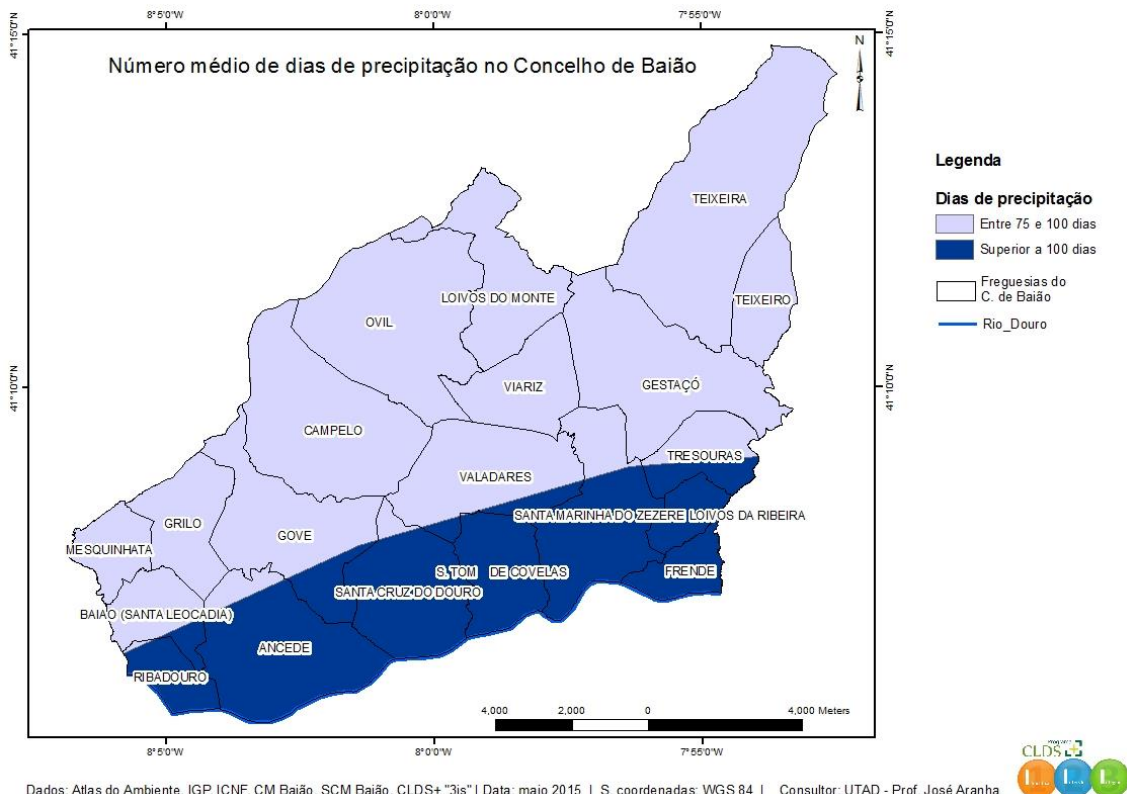 8°5'0"W 8°0'0"W 7°55'0"W
41°15'0"N 41°15'0"N
Número médio de dias de precipitação no Concelho de Baião
N
S
Legenda
Dias de precipitação
Entre 75 e 100 dias
Superior a 100 dias
Freguesias do
C. de Baião
Rio_Douro
TEIXEIRA
LOIVOS DO MONTE
TEIXEIRO
OVIL
41°10'0"N 41°10'0"N
VIARIZ
GESTAÇÓ
CAMPELO
TRESOURAS
VALADARES
SANTA MARINHA DO ZEZERE LOIVOS DA RIBEIRA
GRILO
GOVE
MESQUINHATA
S. TOM DE COVELAS
FRENDE
SANTA CRUZ DO DOURO
BAIAO (SANTA LEOCADIA)
ANCEDE
RIBADOURO
4,000 2,000 0 4,000 Meters
8°5'0"W 8°0'0"W 7°55'0"W
Programa
CLDS+
Dados: Atlas do Ambiente, IGP, ICNF, CM Baião, SCM Baião, CLDS+ "3is" | Data: maio 2015 | S. coordenadas: WGS 84 | Consultor: UTAD - Prof. José Aranha